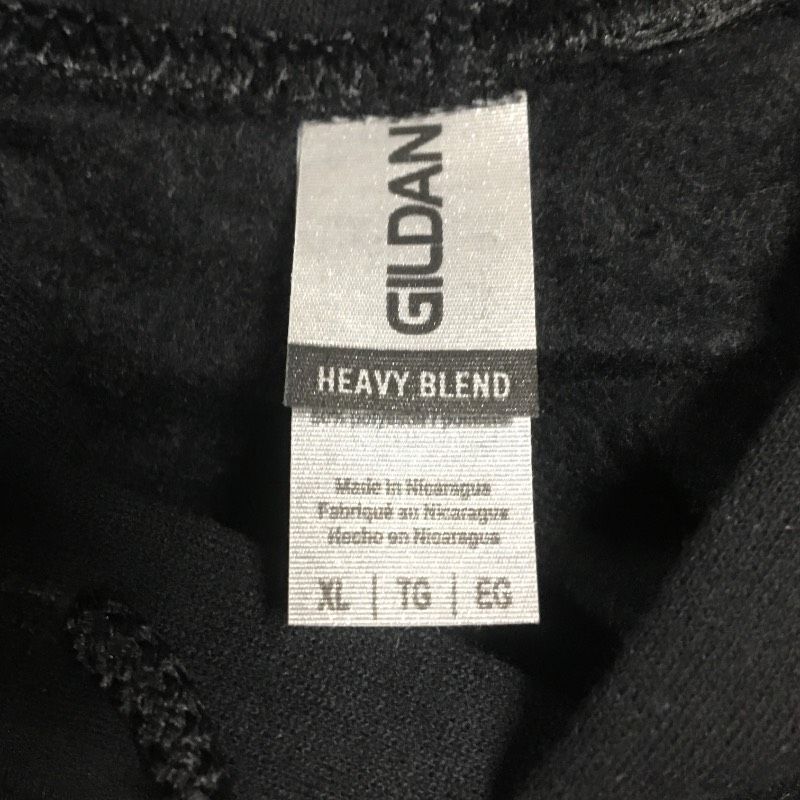 GILDAN
HEAVY BLEND
Made in Nicaragua
Fabriqué au Nicaragua
Hecho en Nicaragua
XL | TG | EG